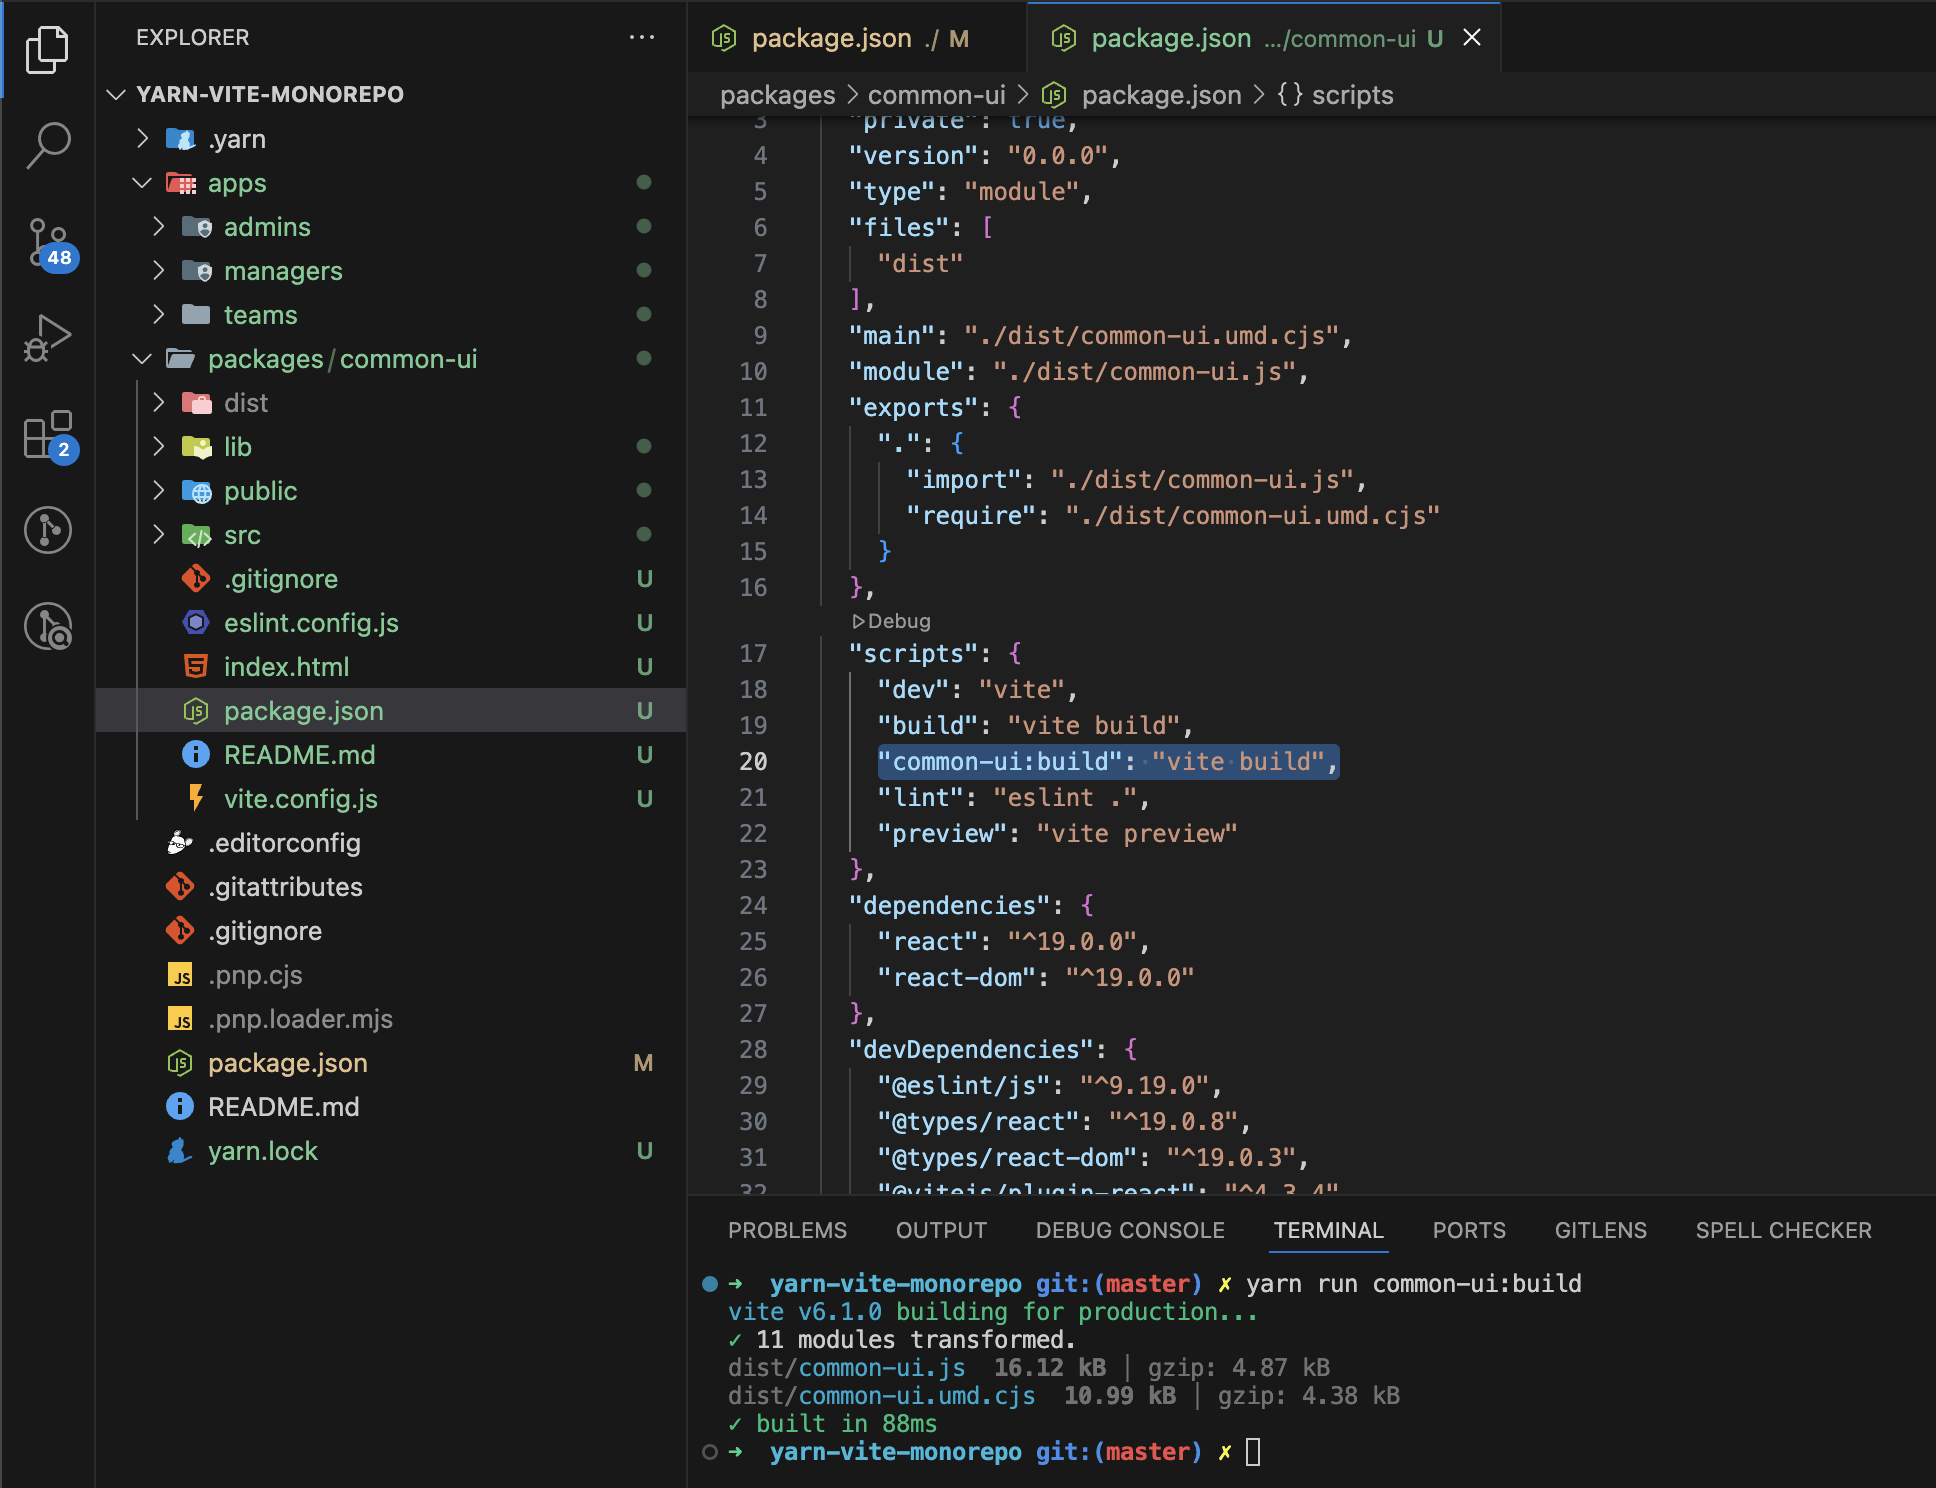 EXPLORER
YARN-VITE-MONOREPO
.yarn
apps
admins
managers
teams
packages/common-ui
dist
lib
public
src
.gitignore U
eslint.config.js U
index.html U
package.json U
README.md U
vite.config.js U
.editorconfig
.gitattributes
.gitignore
JS .pnp.cjs
JS .pnp.loader.mjs
package.json M
README.md
yarn.lock U
48
2
package.json ./ M
package.json .../common-ui U
packages > common-ui > package.json > {} scripts
3 "private": true,
4 "version": "0.0.0",
5 "type": "module",
6 "files": [
7 "dist"
8 ],
9 "main": "./dist/common-ui.umd.cjs",
10 "module": "./dist/common-ui.js",
11 "exports": {
12 ".": {
13 "import": "./dist/common-ui.js",
14 "require": "./dist/common-ui.umd.cjs"
15 }
16 },
Debug
17 "scripts": {
18 "dev": "vite",
19 "build": "vite build",
20 "common-ui:build": "vite build",
21 "lint": "eslint .",
22 "preview": "vite preview"
23 },
24 "dependencies": {
25 "react": "^19.0.0",
26 "react-dom": "^19.0.0"
27 },
28 "devDependencies": {
29 "@eslint/js": "^9.19.0",
30 "@types/react": "^19.0.8",
31 "@types/react-dom": "^19.0.3",
32 "@vitejs/plugin-react": "^4.3.4"
PROBLEMS OUTPUT DEBUG CONSOLE TERMINAL PORTS GITLENS SPELL CHECKER
➜ yarn-vite-monorepo git:(master) ✗ yarn run common-ui:build
vite v6.1.0 building for production...
✓ 11 modules transformed.
dist/common-ui.js 16.12 kB │ gzip: 4.87 kB
dist/common-ui.umd.cjs 10.99 kB │ gzip: 4.38 kB
✓ built in 88ms
➜ yarn-vite-monorepo git:(master) ✗